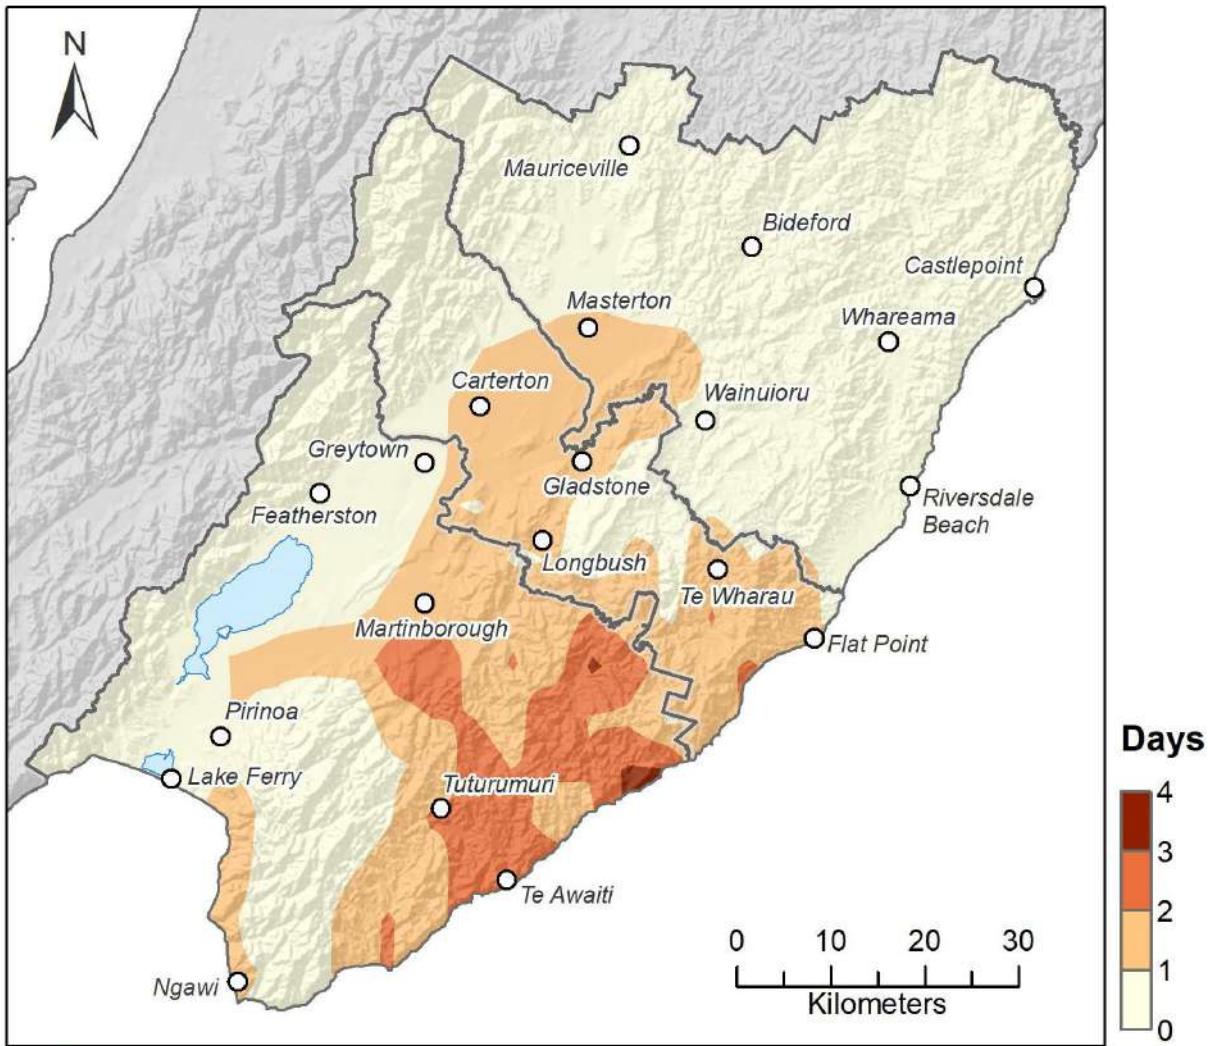 N
Mauriceville
Bideford
Castlepoint
Masterton
Whareama
Carterton
Wainuioru
Greytown
Gladstone
Featherston
Riversdale
Beach
Longbush
Te Wharau
Martinborough
Flat Point
Pirinoa
Days
Lake Ferry
Tuturumuri
4
3
Te Awaiti
2
0 10 20 30
1
Ngawi
Kilometers
0